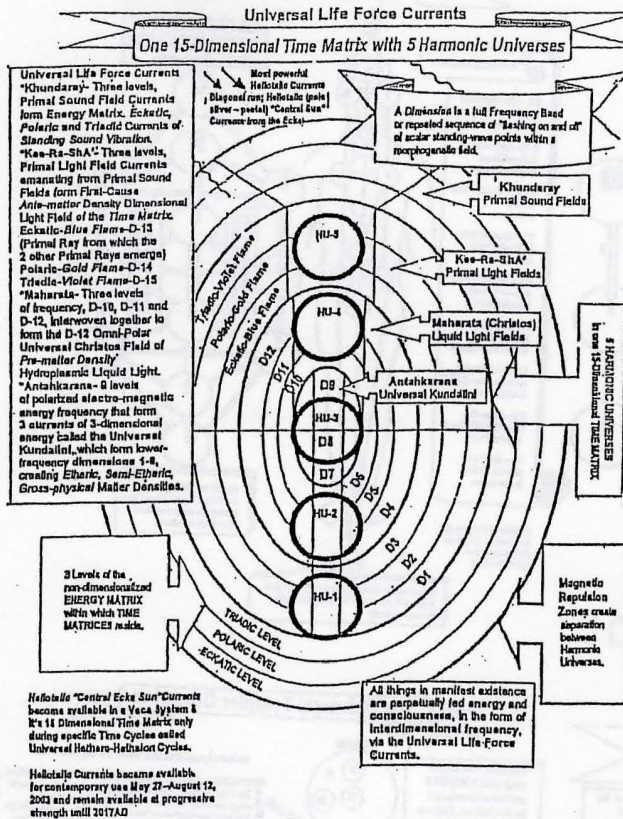 Universal Life Force Currents
One 15-Dimensional Time Matrix with 5 Harmonic Universes
Universal Life Force Currents
"Khundaray- Three levels,
Primal Sound Field Currents
form Energy Matrix. Eckatic,
Polaric and Triadic Currents of
Standing Sound Vibration.
"Kee-Ra-ShA"- Three levels,
Primal Light Field Currents
emanating from Primal Sound
Fields form First-Cause
Ante-matter Density Dimensional
Light Field of the Time Matrix.
Eckatic-Blue Flame-D-13
(Primal Ray from which the
2 other Primal Rays emerge)
Polaric-Gold Flame-D-14
Triadic-Violet Flame-D-15
"Maharata- Three levels
of frequency, D-10, D-11 and
D-12, interwoven together to
form the D-12 Omni-Polar
Universal Christos Field of
Pre-matter Density
Hydroplasmic Liquid Light.
"Antahkarana- 9 levels
of polarized electro-magnetic
energy frequency that form
3 currents of 3-dimensional
energy called the Universal
Kundalini, which form lower-
frequency dimensions 1-9,
creating Etheric, Semi-Etheric,
Gross-physical Matter Densities.
Most powerful
Heliotalic Currents
Diagonal run; Heliotalic (pale
silver - pastel) "Central Sun"
Currents from the Ecka
A Dimension is a full Frequency Band
or repeated sequence of "flashing on and off"
of scalar standing-wave points within a
morphogenetic field.
Khundaray
Primal Sound Fields
Kee-Ra-ShA"
Primal Light Fields
Maharata (Christos)
Liquid Light Fields
Antahkarana
Universal Kundalini
5 HARMONIC UNIVERSES
in one 15-Dimensional TIME MATRIX
Triadic-Violet Flame
Polaric-Gold Flame
Eckatic-Blue Flame
D12
D11
D10
HU-5
HU-4
D9
HU-3
D8
D7
D6
D5
D4
D3
D2
D1
HU-2
HU-1
TRIADIC LEVEL
POLARIC LEVEL
ECKATIC LEVEL
3 Levels of the
non-dimensionalized
ENERGY MATRIX
within which TIME
MATRICES reside.
Magnetic
Repulsion
Zones create
separation
between
Harmonic
Universes.
All things in manifest existence
are perpetually fed energy and
consciousness, in the form of
interdimensional frequency,
via the Universal Life-Force
Currents.
Heliotalic "Central Ecka Sun" Currents
become available in a Veca System &
it's 15 Dimensional Time Matrix only
during specific Time Cycles called
Universal Hethero-Hethalon Cycles.
Heliotalic Currents became available
for contemporary use May 27-August 12,
2003 and remain available at progressive
strength until 2017AD